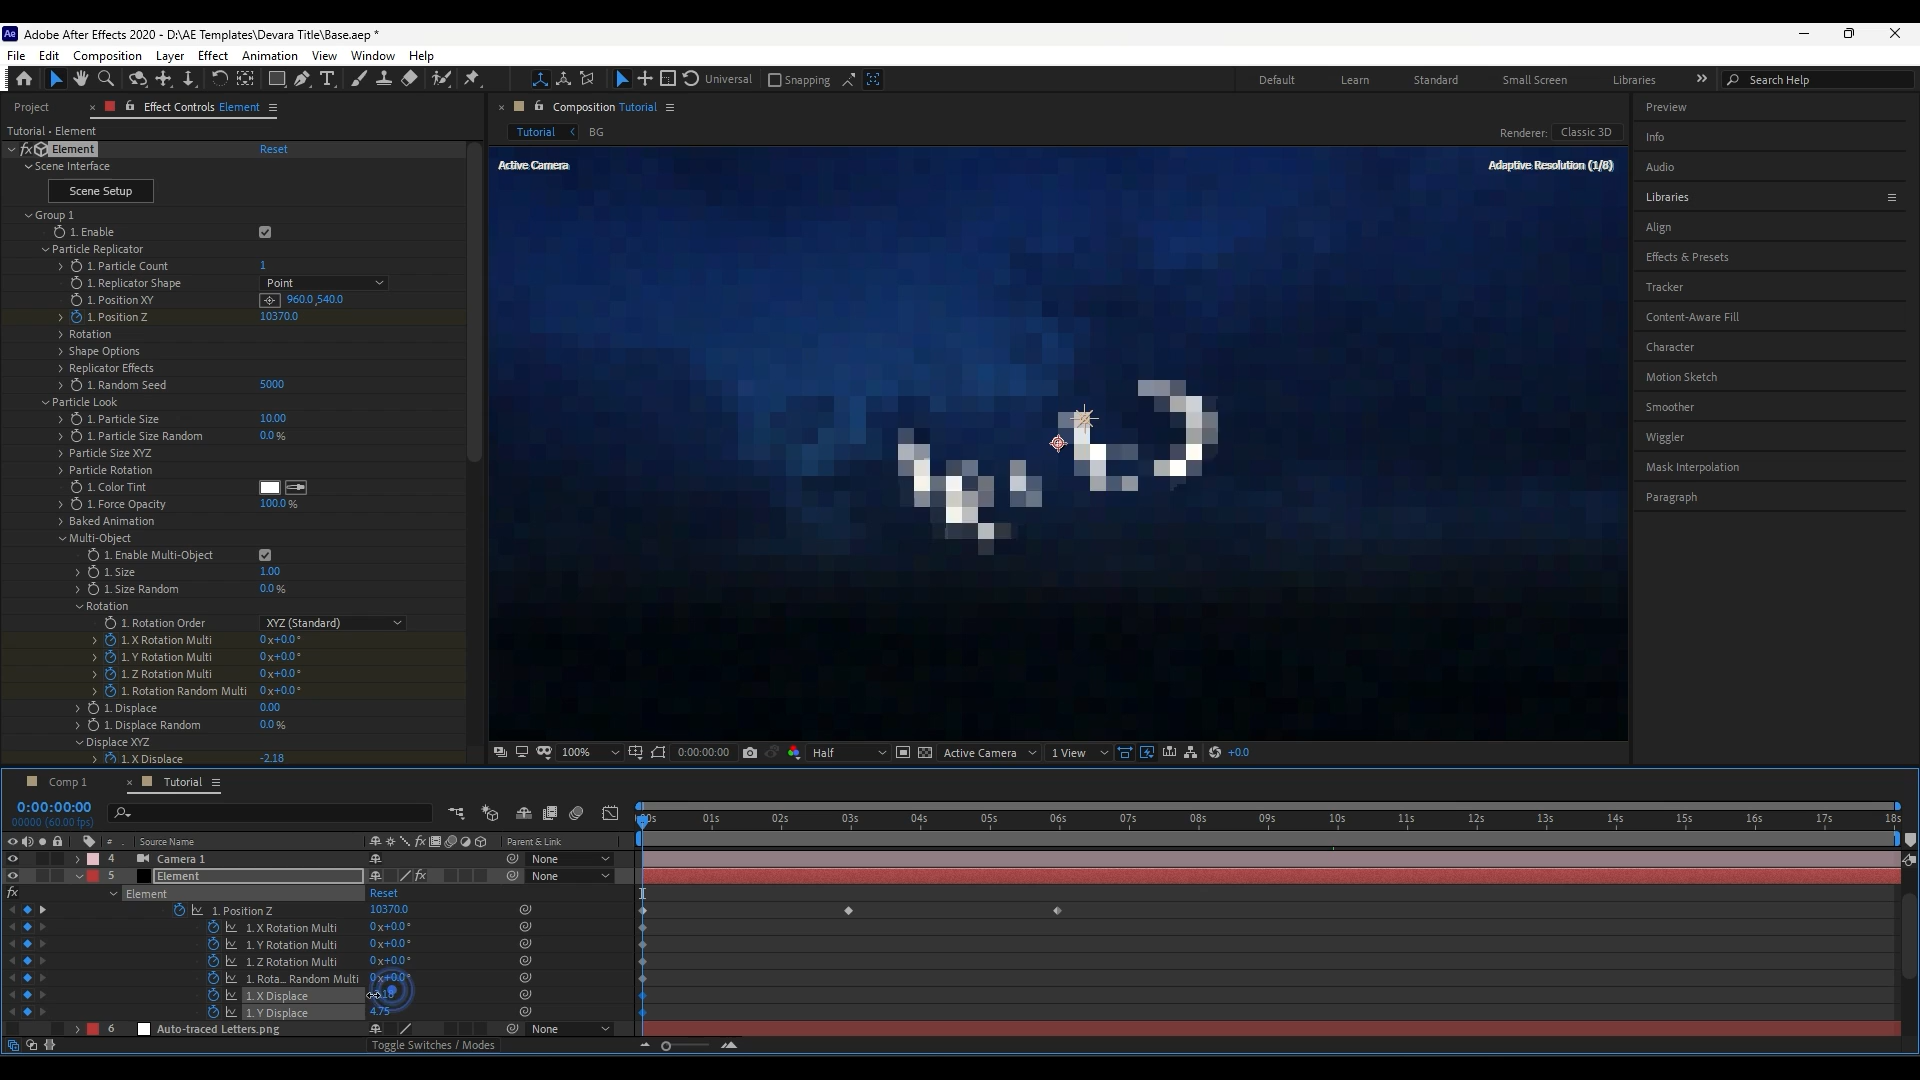 Adobe After Effects 2020 - D:\AE Templates\Devara Title\Base.aep *
File Edit Composition Layer Effect Animation View Window Help
Universal Snapping Default Learn Standard Small Screen Libraries Search Help
Project Effect Controls Element
Composition Tutorial
Tutorial • Element
Tutorial BG
Renderer: Classic 3D
Element Reset
Active Camera
Adaptive Resolution (1/8)
Scene Interface
Scene Setup
Group 1
1. Enable
Particle Replicator
1. Particle Count 1
1. Replicator Shape Point
1. Position XY 960.0 ,540.0
1. Position Z 10370.0
Rotation
Shape Options
Replicator Effects
1. Random Seed 5000
Particle Look
1. Particle Size 10.00
1. Particle Size Random 0.0 %
Particle Size XYZ
Particle Rotation
1. Color Tint
1. Force Opacity 100.0 %
Baked Animation
Multi-Object
1. Enable Multi-Object
1. Size 1.00
1. Size Random 0.0 %
Rotation
1. Rotation Order XYZ (Standard)
1. X Rotation Multi 0 x+0.0 °
1. Y Rotation Multi 0 x+0.0 °
1. Z Rotation Multi 0 x+0.0 °
1. Rotation Random Multi 0 x+0.0 °
1. Displace 0.00
1. Displace Random 0.0 %
Displace XYZ
1. X Displace -2.18
100% 0:00:00:00 Half Active Camera 1 View +0.0
Preview
Info
Audio
Libraries
Align
Effects & Presets
Tracker
Content-Aware Fill
Character
Motion Sketch
Smoother
Wiggler
Mask Interpolation
Paragraph
Comp 1 Tutorial
0:00:00:00
00000 (60.00 fps)
:00s 01s 02s 03s 04s 05s 06s 07s 08s 09s 10s 11s 12s 13s 14s 15s 16s 17s 18s
# Source Name Parent & Link
4 Camera 1 None
5 Element None
Element Reset
1. Position Z 10370.0
1. X Rotation Multi 0 x+0.0 °
1. Y Rotation Multi 0 x+0.0 °
1. Z Rotation Multi 0 x+0.0 °
1. Rota... Random Multi 0 x+0.0 °
1. X Displace
1. Y Displace 4.75
6 Auto-traced Letters.png None
Toggle Switches / Modes